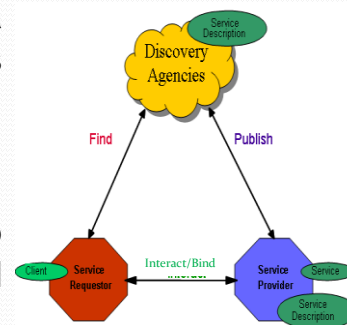 Service
Description
Discovery
Agencies
Find
Publish
Client
Service
Requestor
Interact/Bind
Service
Provider
Service
Service
Description